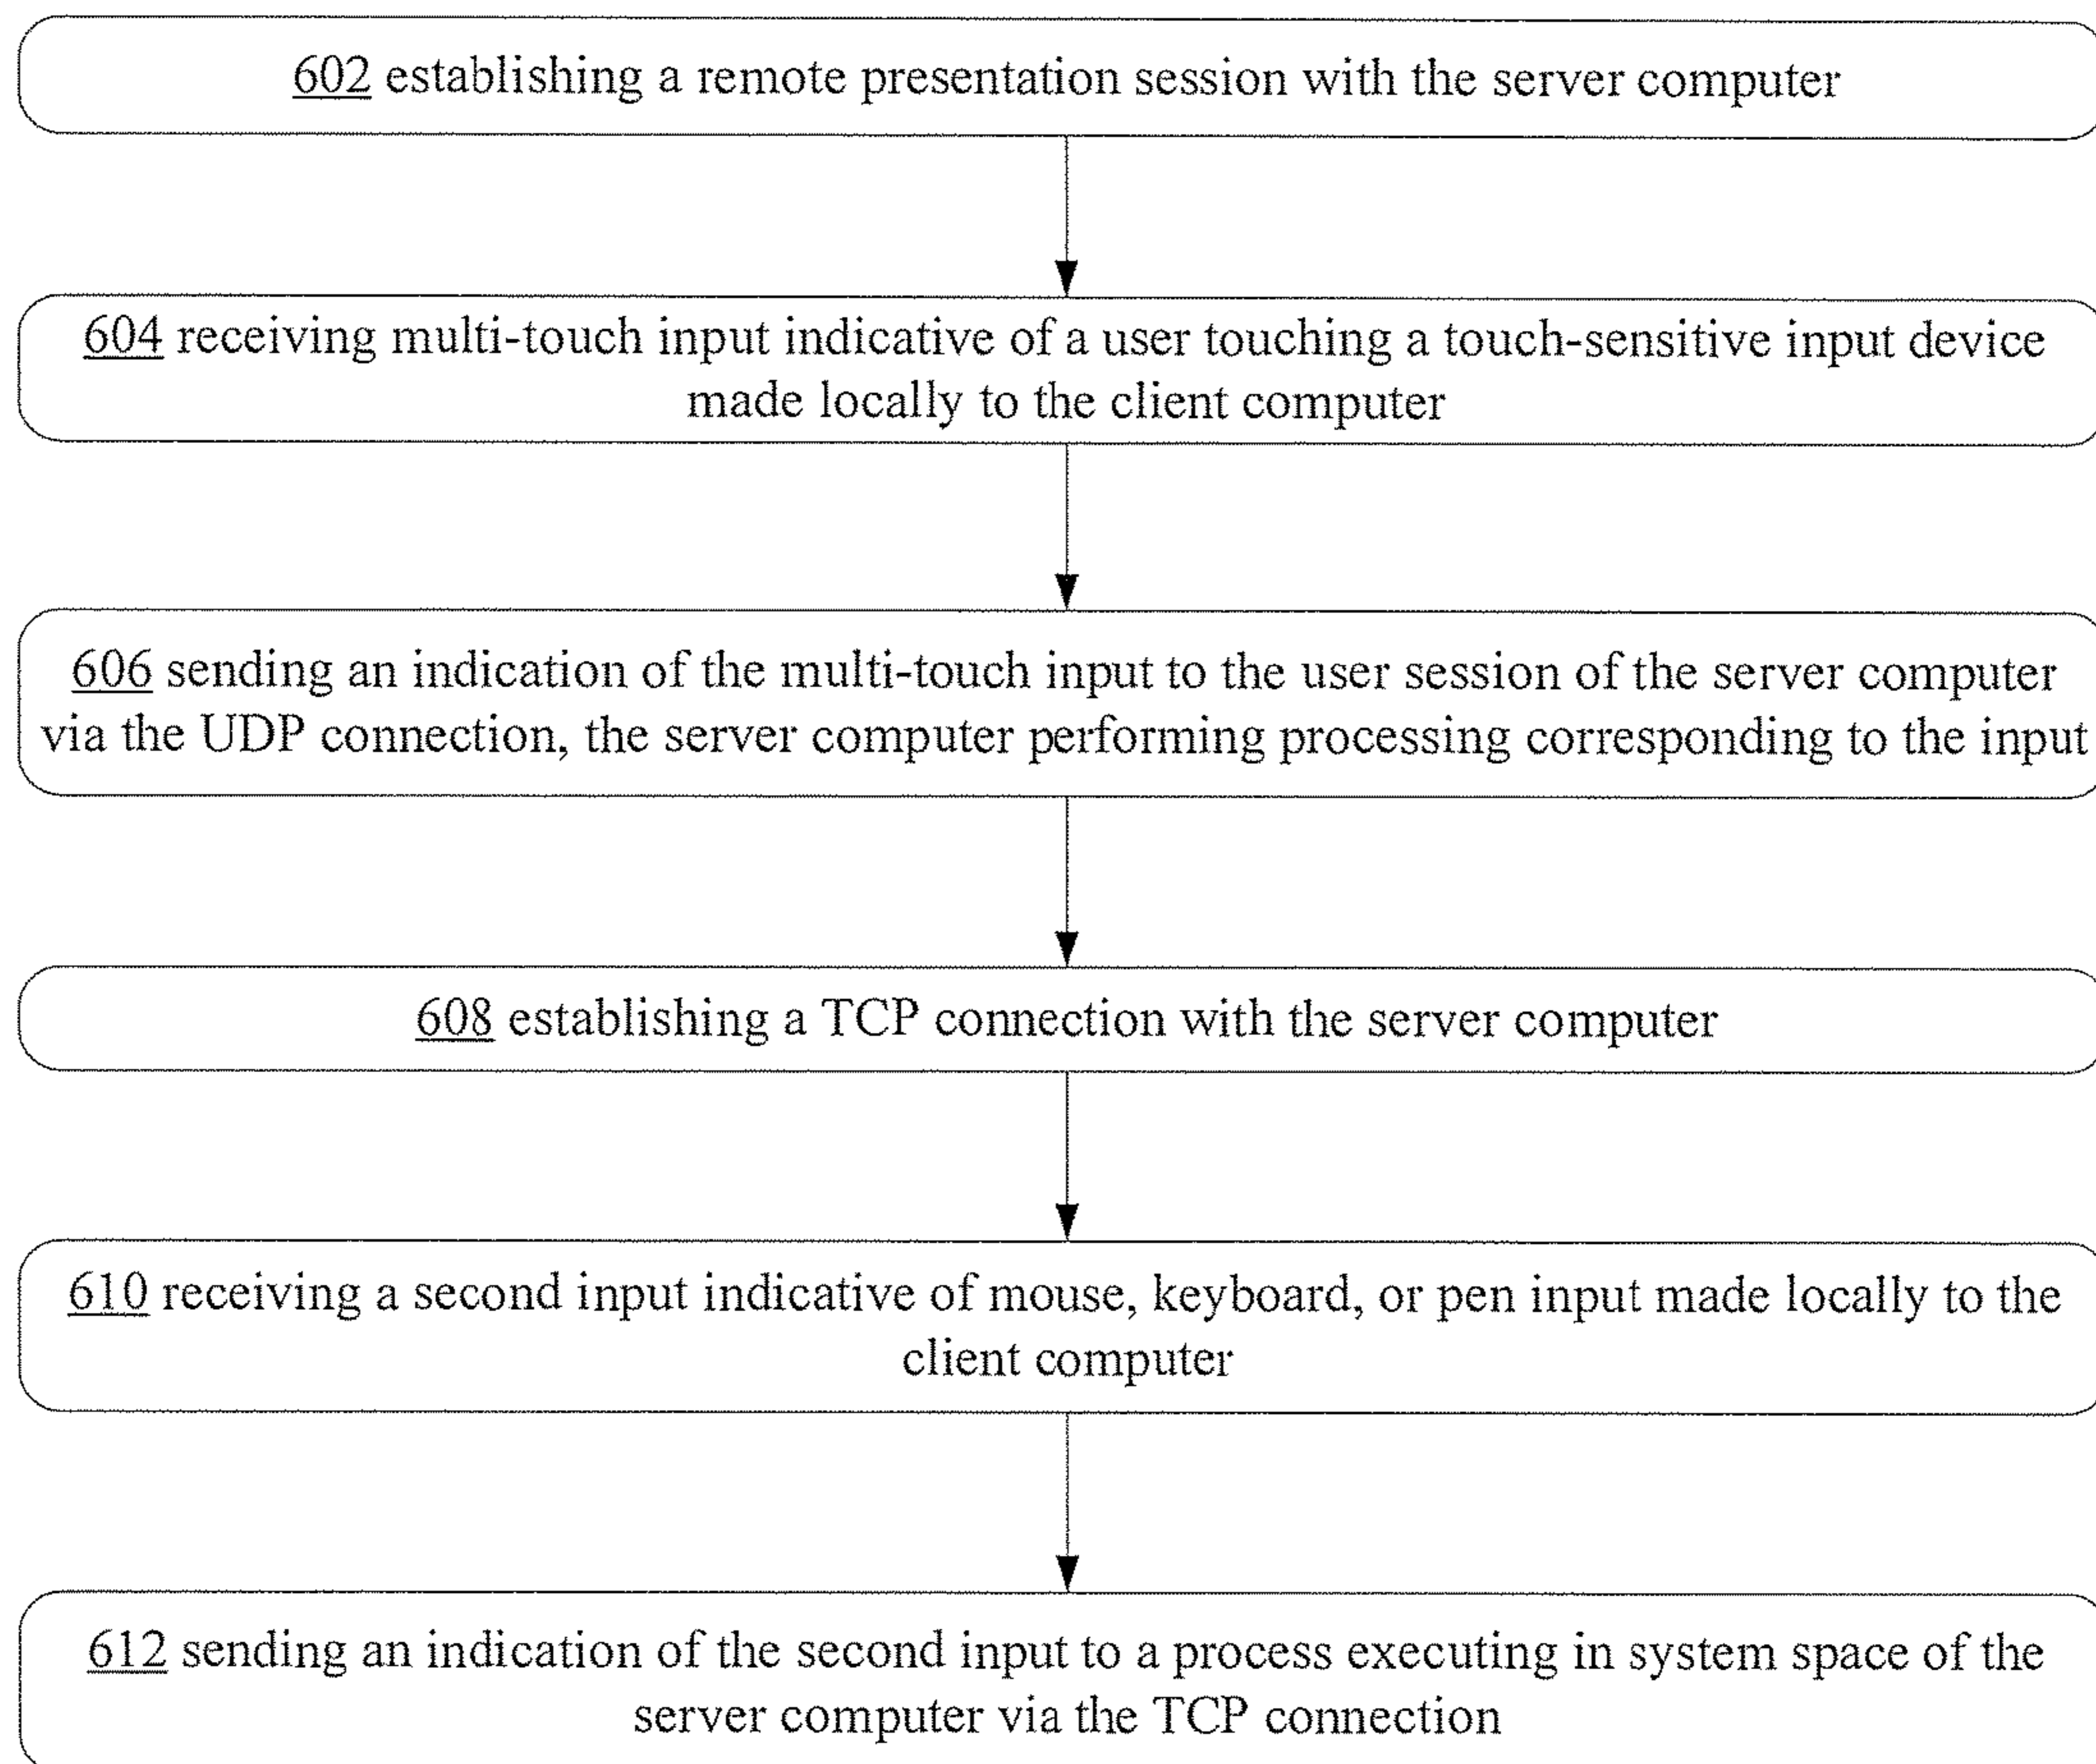 602 establishing a remote presentation session with the server computer
604 receiving multi-touch input indicative of a user touching a touch-sensitive input device
made locally to the client computer
606 sending an indication of the multi-touch input to the user session of the server computer
via the UDP connection, the server computer performing processing corresponding to the input
608 establishing a TCP connection with the server computer
610 receiving a second input indicative of mouse, keyboard, or pen input made locally to the
client computer
612 sending an indication of the second input to a process executing in system space of the
server computer via the TCP connection